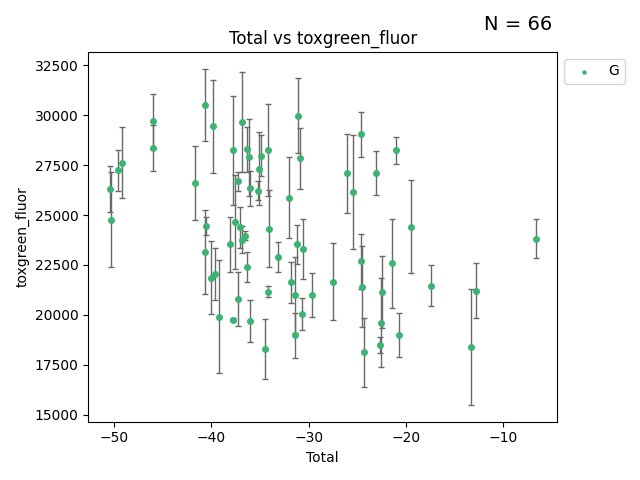 N = 66
Total vs toxgreen_fluor
G
toxgreen_fluor
32500
30000
27500
25000
22500
20000
17500
15000
−50 −40 −30 −20 −10
Total